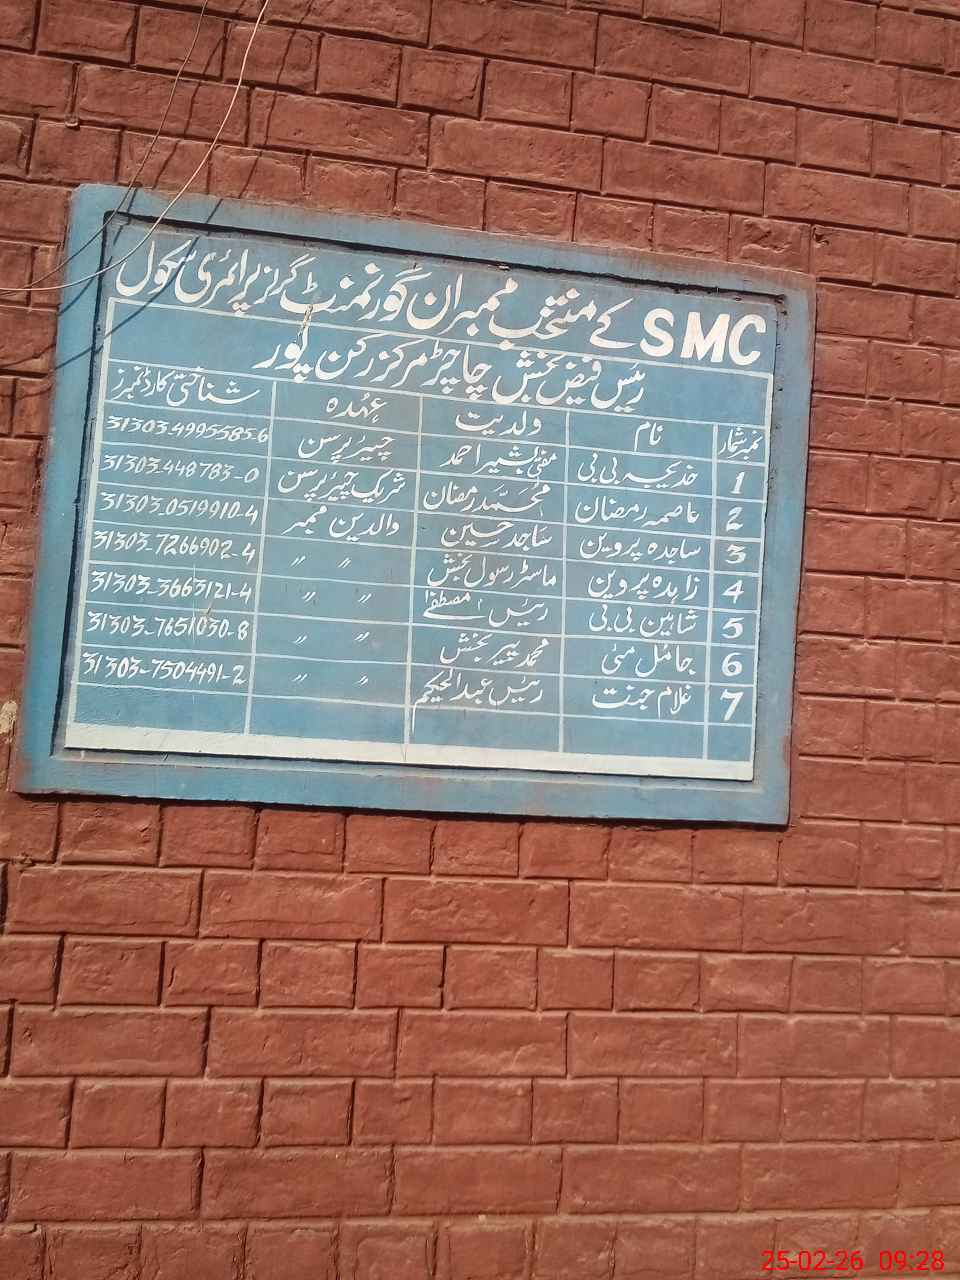 SMC کے منتخب ممبران گورنمنٹ گرلز پرائمری سکول
رئیس فیض بخش چاچڑ مرکز رکن پور
نمبر شمار نام ولدیت عہدہ شناختی کارڈ نمبرز
1 خدیجہ بی بی مفتی بشیر احمد چیئر پرسن 31303-4995585-6
2 عاصمہ رمضان محمد رمضان شریک چیئر پرسن 31303-448783-0
3 ساجدہ پروین ساجد حسین والدین ممبر 31303-0519910-4
4 زاہدہ پروین ماسٹر رسول بخش " " 31303-7266902-4
5 شاہین بی بی رئیس مصطفےٰ " " 31303-3663121-4
6 جامل مئی محمد پیر بخش " " 31303-7651030-8
7 غلام جنت رئیس عبدالحکیم " " 31303-7504491-2
25-02-26 09:28